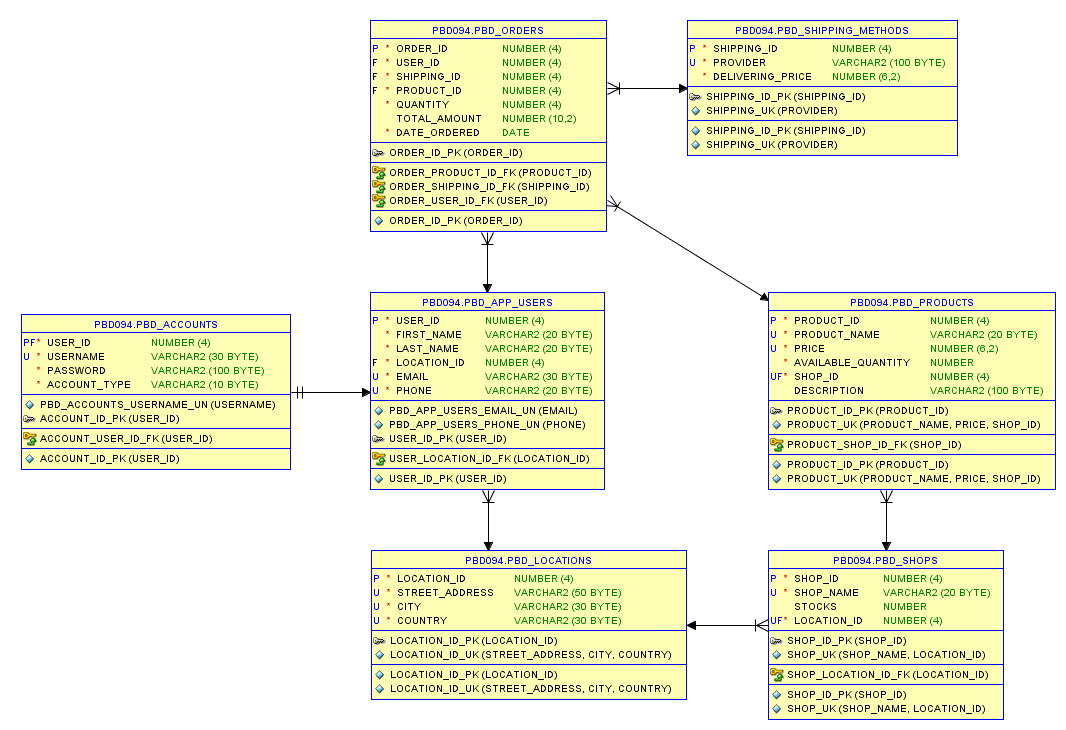 PBD094.PBD_ORDERS
P * ORDER_ID NUMBER (4)
F * USER_ID NUMBER (4)
F * SHIPPING_ID NUMBER (4)
F * PRODUCT_ID NUMBER (4)
* QUANTITY NUMBER (4)
TOTAL_AMOUNT NUMBER (10,2)
* DATE_ORDERED DATE
ORDER_ID_PK (ORDER_ID)
ORDER_PRODUCT_ID_FK (PRODUCT_ID)
ORDER_SHIPPING_ID_FK (SHIPPING_ID)
ORDER_USER_ID_FK (USER_ID)
ORDER_ID_PK (ORDER_ID)
PBD094.PBD_SHIPPING_METHODS
P * SHIPPING_ID NUMBER (4)
U * PROVIDER VARCHAR2 (100 BYTE)
* DELIVERING_PRICE NUMBER (6,2)
SHIPPING_ID_PK (SHIPPING_ID)
SHIPPING_UK (PROVIDER)
SHIPPING_ID_PK (SHIPPING_ID)
SHIPPING_UK (PROVIDER)
PBD094.PBD_ACCOUNTS
PF* USER_ID NUMBER (4)
U * USERNAME VARCHAR2 (30 BYTE)
* PASSWORD VARCHAR2 (100 BYTE)
* ACCOUNT_TYPE VARCHAR2 (10 BYTE)
PBD_ACCOUNTS_USERNAME_UN (USERNAME)
ACCOUNT_ID_PK (USER_ID)
ACCOUNT_USER_ID_FK (USER_ID)
ACCOUNT_ID_PK (USER_ID)
PBD094.PBD_APP_USERS
P * USER_ID NUMBER (4)
* FIRST_NAME VARCHAR2 (20 BYTE)
* LAST_NAME VARCHAR2 (20 BYTE)
F * LOCATION_ID NUMBER (4)
U * EMAIL VARCHAR2 (30 BYTE)
U * PHONE VARCHAR2 (20 BYTE)
PBD_APP_USERS_EMAIL_UN (EMAIL)
PBD_APP_USERS_PHONE_UN (PHONE)
USER_ID_PK (USER_ID)
USER_LOCATION_ID_FK (LOCATION_ID)
USER_ID_PK (USER_ID)
PBD094.PBD_PRODUCTS
P * PRODUCT_ID NUMBER (4)
U * PRODUCT_NAME VARCHAR2 (20 BYTE)
U * PRICE NUMBER (6,2)
* AVAILABLE_QUANTITY NUMBER
UF* SHOP_ID NUMBER (4)
DESCRIPTION VARCHAR2 (100 BYTE)
PRODUCT_ID_PK (PRODUCT_ID)
PRODUCT_UK (PRODUCT_NAME, PRICE, SHOP_ID)
PRODUCT_SHOP_ID_FK (SHOP_ID)
PRODUCT_ID_PK (PRODUCT_ID)
PRODUCT_UK (PRODUCT_NAME, PRICE, SHOP_ID)
PBD094.PBD_LOCATIONS
P * LOCATION_ID NUMBER (4)
U * STREET_ADDRESS VARCHAR2 (50 BYTE)
U * CITY VARCHAR2 (30 BYTE)
U * COUNTRY VARCHAR2 (30 BYTE)
LOCATION_ID_PK (LOCATION_ID)
LOCATION_ID_UK (STREET_ADDRESS, CITY, COUNTRY)
LOCATION_ID_PK (LOCATION_ID)
LOCATION_ID_UK (STREET_ADDRESS, CITY, COUNTRY)
PBD094.PBD_SHOPS
P * SHOP_ID NUMBER (4)
U * SHOP_NAME VARCHAR2 (20 BYTE)
STOCKS NUMBER
UF* LOCATION_ID NUMBER (4)
SHOP_ID_PK (SHOP_ID)
SHOP_UK (SHOP_NAME, LOCATION_ID)
SHOP_LOCATION_ID_FK (LOCATION_ID)
SHOP_ID_PK (SHOP_ID)
SHOP_UK (SHOP_NAME, LOCATION_ID)